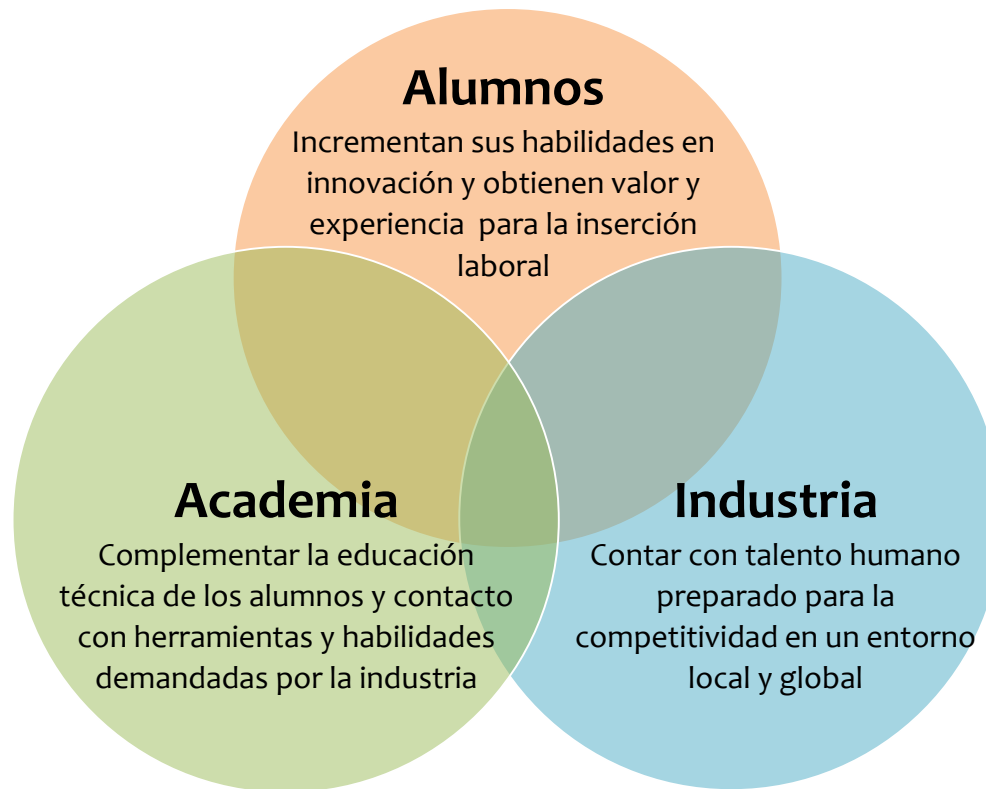 Alumnos
Incrementan sus habilidades en
innovación y obtienen valor y
experiencia  para la inserción
laboral
Academia
Complementar la educación
técnica de los alumnos y contacto
con herramientas y habilidades
demandadas por la industria
Industria
Contar con talento humano
preparado para la
competitividad en un entorno
local y global